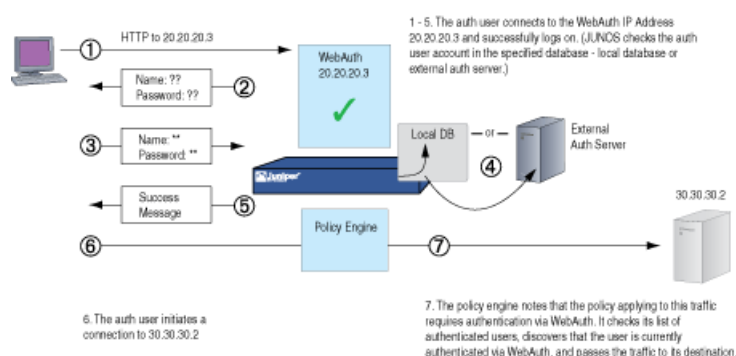 HTTP to 20.20.20.3
1
WebAuth
20.20.20.3
1 - 5. The auth user connects to the WebAuth IP Address
20.20.20.3 and successfully logs on. (JUNOS checks the auth
user account in the specified database - local database or
external auth server.)
Name: ??
Password: ??
2
3
Name: **
Password: **
Local DB
or
External
Auth Server
4
Juniper
Success
Message
5
30.30.30.2
6
Policy Engine
7
6. The auth user initiates a
connection to 30.30.30.2
7. The policy engine notes that the policy applying to this traffic
requires authentication via WebAuth. It checks its list of
authenticated users, discovers that the user is currently
authenticated via WebAuth, and passes the traffic to its destination